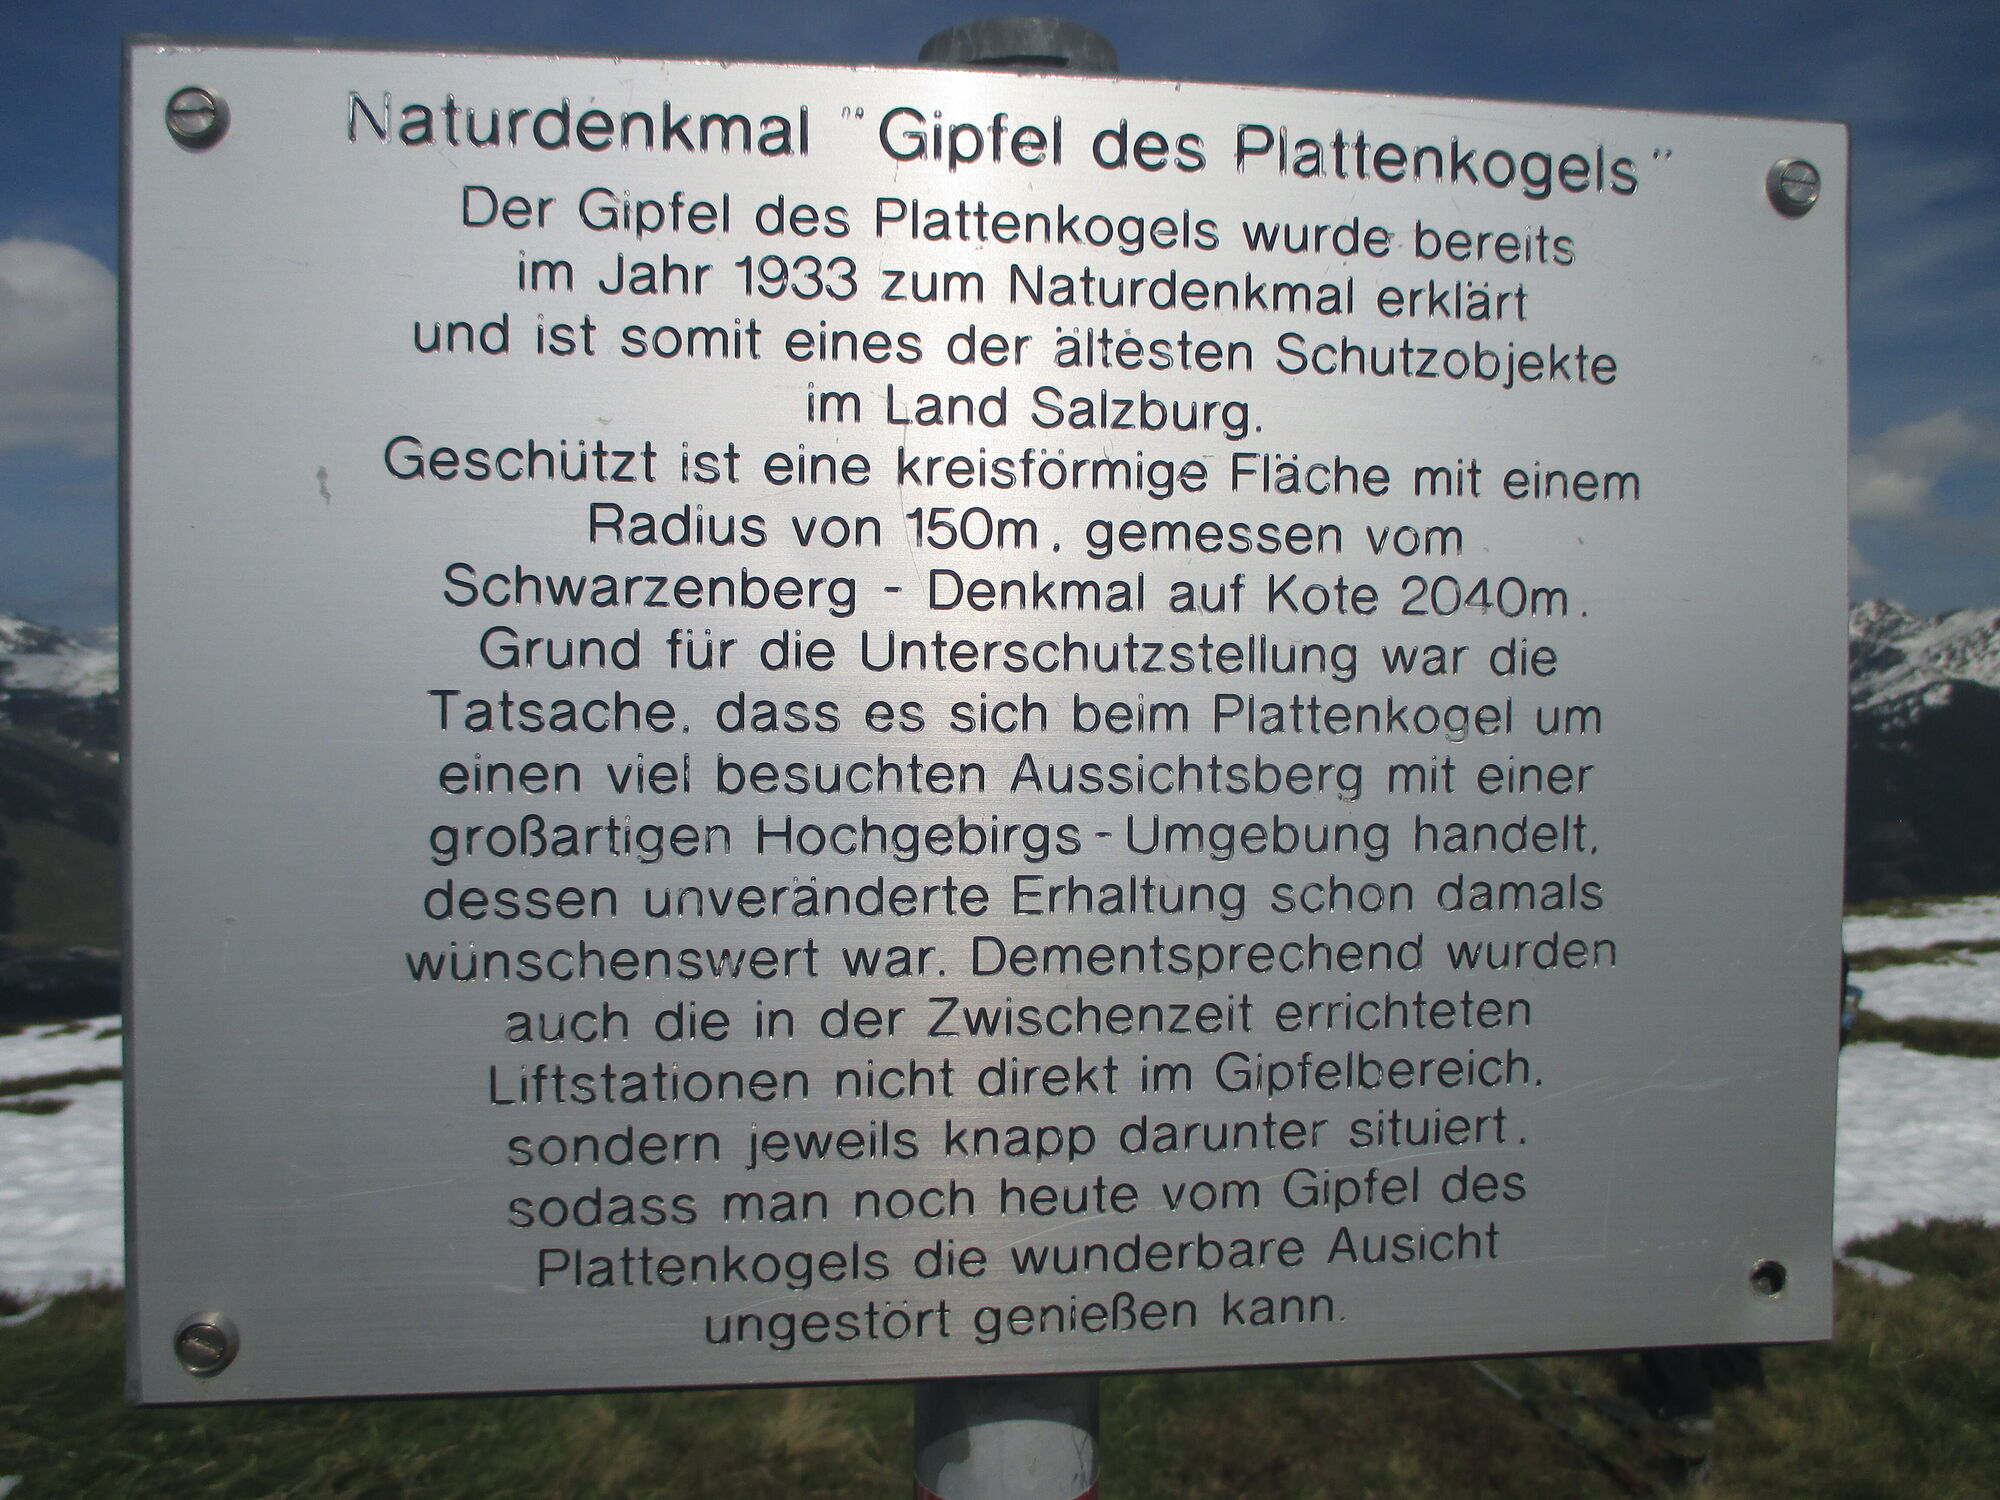 Naturdenkmal "Gipfel des Plattenkogels"
Der Gipfel des Plattenkogels wurde bereits
im Jahr 1933 zum Naturdenkmal erklärt
und ist somit eines der ältesten Schutzobjekte
im Land Salzburg.
Geschützt ist eine kreisförmige Fläche mit einem
Radius von 150m, gemessen vom
Schwarzenberg - Denkmal auf Kote 2040m.
Grund für die Unterschutzstellung war die
Tatsache, dass es sich beim Plattenkogel um
einen viel besuchten Aussichtsberg mit einer
großartigen Hochgebirgs - Umgebung handelt,
dessen unveränderte Erhaltung schon damals
wünschenswert war. Dementsprechend wurden
auch die in der Zwischenzeit errichteten
Liftstationen nicht direkt im Gipfelbereich,
sondern jeweils knapp darunter situiert,
sodass man noch heute vom Gipfel des
Plattenkogels die wunderbare Ausicht
ungestört genießen kann.